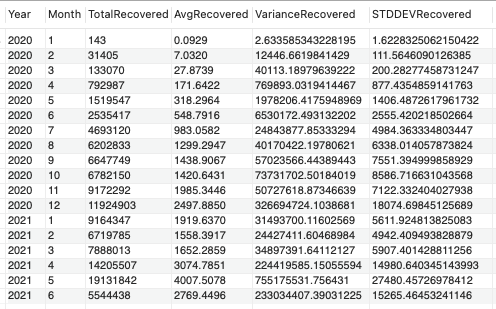 Year Month TotalRecovered AvgRecovered VarianceRecovered STDDEVRecovered
2020 1 143 0.0929 2.633585343228195 1.6228325062150422
2020 2 31405 7.0320 12446.6619841429 111.5646090126385
2020 3 133070 27.8739 40113.18979639222 200.28277458731247
2020 4 792987 171.6422 769893.0319414467 877.4354859141763
2020 5 1519547 318.2964 1978206.4175948969 1406.4872617961732
2020 6 2535417 548.7916 6530172.493132202 2555.420218502664
2020 7 4693120 983.0582 24843877.85333294 4984.363334803447
2020 8 6202833 1299.2947 40170422.19780621 6338.014057873824
2020 9 6647749 1438.9067 57023566.44389443 7551.394999858929
2020 10 6782150 1420.6431 73731702.50184019 8586.716631043568
2020 11 9172292 1985.3446 50727618.87346639 7122.332404027938
2020 12 11924903 2497.8850 326694724.1038681 18074.69845125689
2021 1 9164347 1919.6370 31493700.11602569 5611.924813825083
2021 2 6719785 1558.3917 24427411.60468984 4942.409493828879
2021 3 7888013 1652.2859 34897391.64112127 5907.401428811256
2021 4 14205507 3074.7851 224419585.15055594 14980.640345143993
2021 5 19131842 4007.5078 755175531.756431 27480.45726978412
2021 6 5544438 2769.4496 233034407.39031225 15265.46453241146